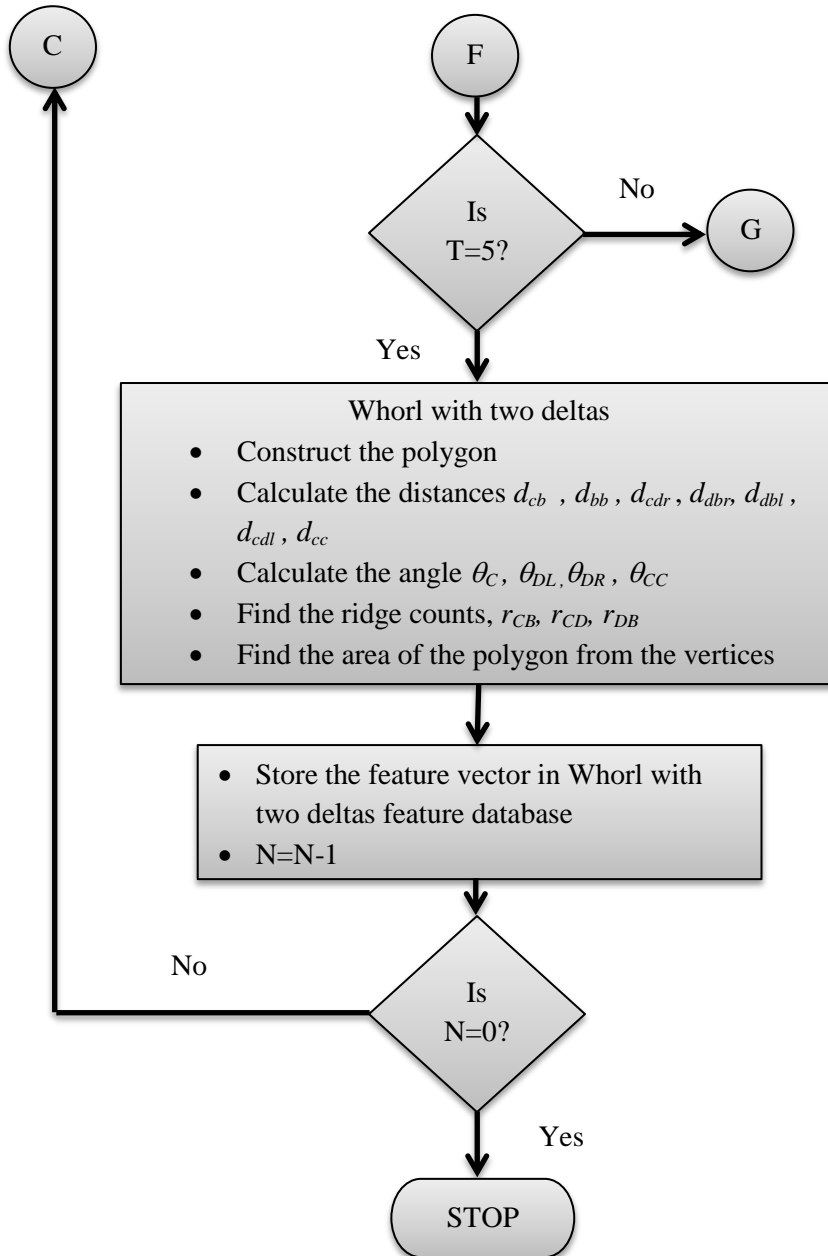 C
F
Is
T=5?
No
G
Yes
Whorl with two deltas
• Construct the polygon
• Calculate the distances d_cb , d_bb , d_cdr , d_dbr, d_dbl ,
d_cdl , d_cc
• Calculate the angle θ_C, θ_DL, θ_DR , θ_CC
• Find the ridge counts, r_CB, r_CD, r_DB
• Find the area of the polygon from the vertices
• Store the feature vector in Whorl with
two deltas feature database
• N=N-1
No
Is
N=0?
Yes
STOP